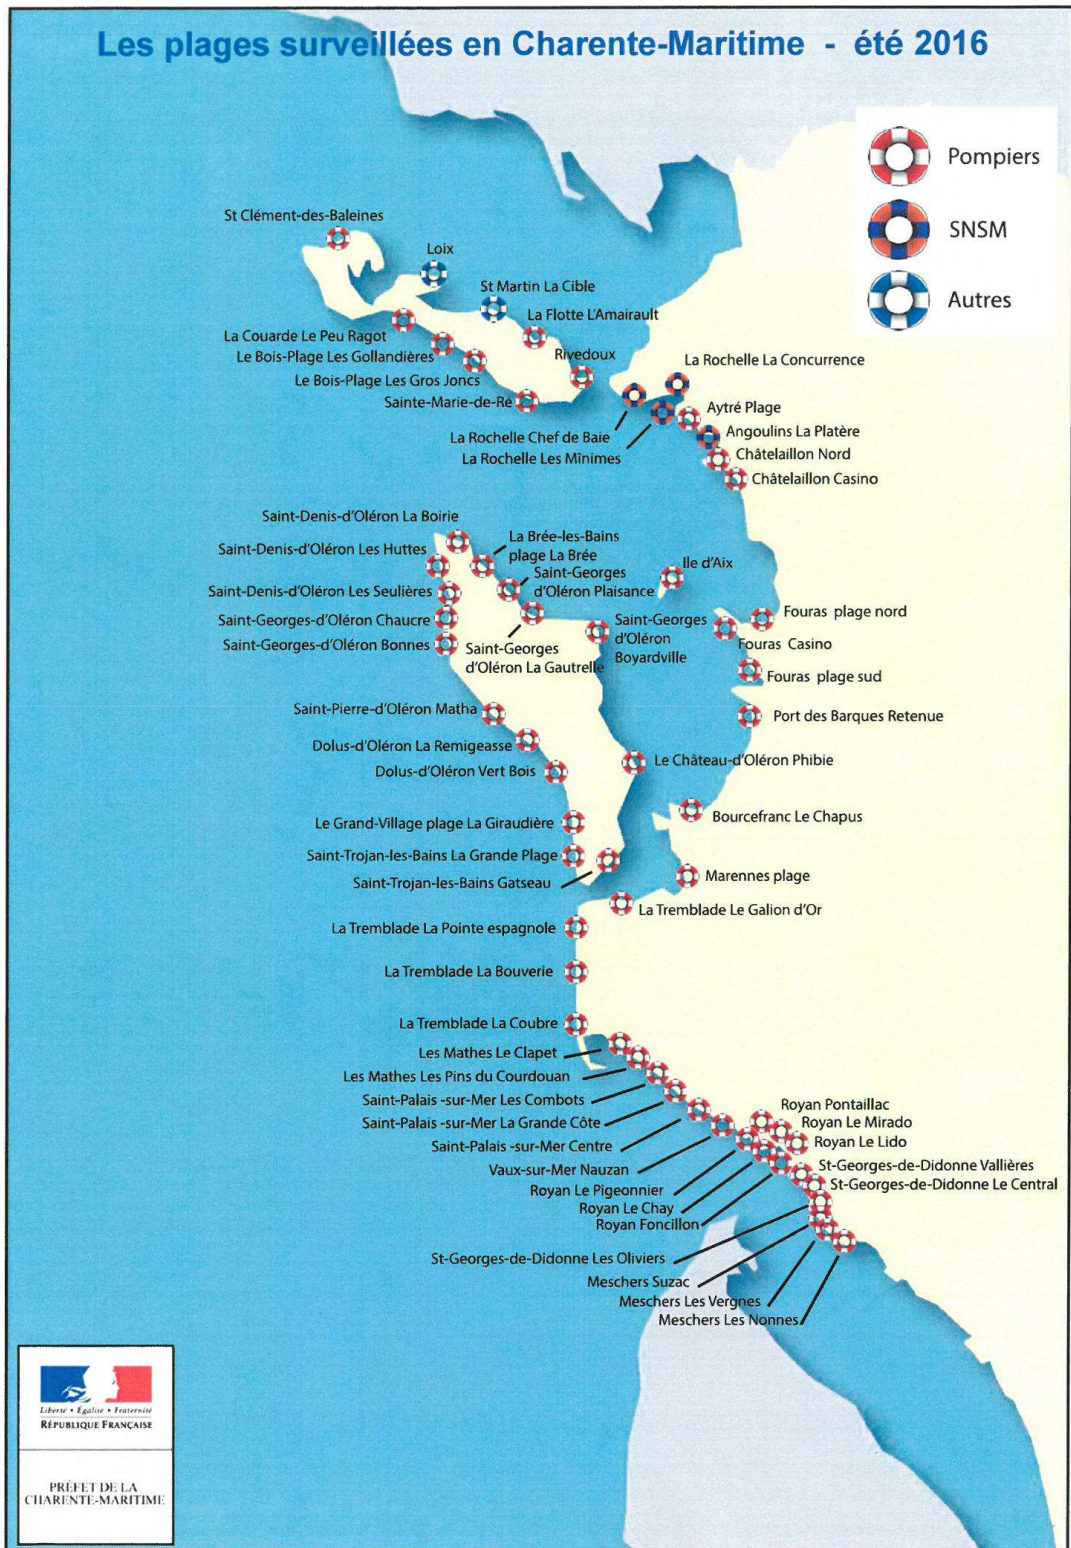 Les plages surveillées en Charente-Maritime - été 2016
Pompiers
SNSM
Autres
St Clément-des-Baleines
Loix
St Martin La Cible
La Flotte L'Amairault
La Couarde Le Peu Ragot
Le Bois-Plage Les Gollandières
Rivedoux
Le Bois-Plage Les Gros Joncs
Sainte-Marie-de-Ré
La Rochelle La Concurrence
Aytré Plage
La Rochelle Chef de Baie
Angoulins La Platère
La Rochelle Les Mînimes
Châtelaillon Nord
Châtelaillon Casino
Saint-Denis-d'Oléron La Boirie
La Brée-les-Bains
plage La Brée
Saint-Denis-d'Oléron Les Huttes
Saint-Georges
d'Oléron Plaisance
Ile d'Aix
Saint-Denis-d'Oléron Les Seulières
Saint-Georges-d'Oléron Chaucre
Saint-Georges-d'Oléron Bonnes
Saint-Georges
d'Oléron La Gautrelle
Saint-Georges
d'Oléron
Boyardville
Fouras plage nord
Fouras Casino
Fouras plage sud
Saint-Pierre-d'Oléron Matha
Port des Barques Retenue
Dolus-d'Oléron La Remigeasse
Le Château-d'Oléron Phibie
Dolus-d'Oléron Vert Bois
Le Grand-Village plage La Giraudière
Bourcefranc Le Chapus
Saint-Trojan-les-Bains La Grande Plage
Saint-Trojan-les-Bains Gatseau
Marennes plage
La Tremblade Le Galion d'Or
La Tremblade La Pointe espagnole
La Tremblade La Bouverie
La Tremblade La Coubre
Les Mathes Le Clapet
Les Mathes Les Pins du Courdouan
Saint-Palais -sur-Mer Les Combots
Saint-Palais -sur-Mer La Grande Côte
Saint-Palais -sur-Mer Centre
Vaux-sur-Mer Nauzan
Royan Pontaillac
Royan Le Mirado
Royan Le Lido
St-Georges-de-Didonne Vallières
St-Georges-de-Didonne Le Central
Royan Le Pigeonnier
Royan Le Chay
Royan Foncillon
St-Georges-de-Didonne Les Oliviers
Meschers Suzac
Meschers Les Vergnes
Meschers Les Nonnes
Liberté • Égalité • Fraternité
RÉPUBLIQUE FRANÇAISE
PRÉFET DE LA
CHARENTE-MARITIME